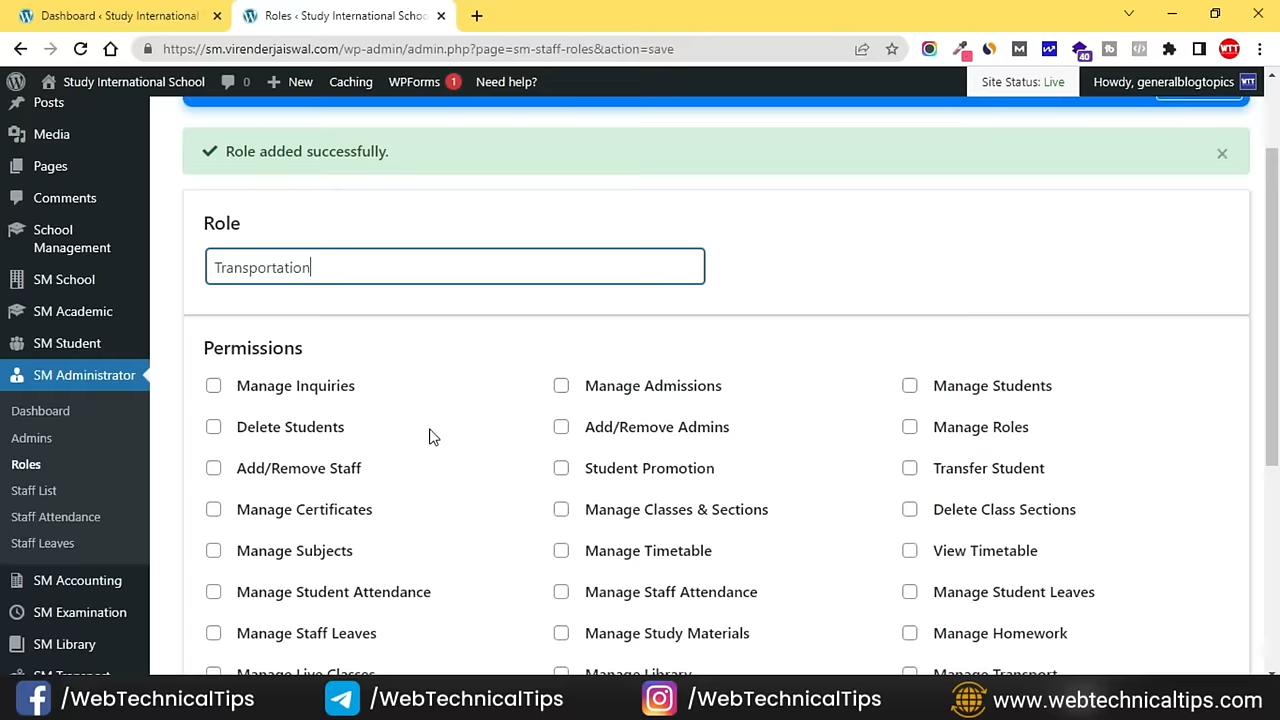 Dashboard ‹ Study International
Roles ‹ Study International Schoo
https://sm.virenderjaiswal.com/wp-admin/admin.php?page=sm-staff-roles&action=save
40
WTT
Study International School
0
New
Caching
WPForms
1
Need help?
Site Status: Live
Howdy, generalblogtopics
Posts
Media
Pages
Comments
School Management
SM School
SM Academic
SM Student
SM Administrator
Dashboard
Admins
Roles
Staff List
Staff Attendance
Staff Leaves
SM Accounting
SM Examination
SM Library
SM Transport
Role added successfully.
Role
Transportation
Permissions
Manage Inquiries
Manage Admissions
Manage Students
Delete Students
Add/Remove Admins
Manage Roles
Add/Remove Staff
Student Promotion
Transfer Student
Manage Certificates
Manage Classes & Sections
Delete Class Sections
Manage Subjects
Manage Timetable
View Timetable
Manage Student Attendance
Manage Staff Attendance
Manage Student Leaves
Manage Staff Leaves
Manage Study Materials
Manage Homework
Manage Live Classes
Manage Library
Manage Transport
/WebTechnicalTips
/WebTechnicalTips
/WebTechnicalTips
www.webtechnicaltips.com